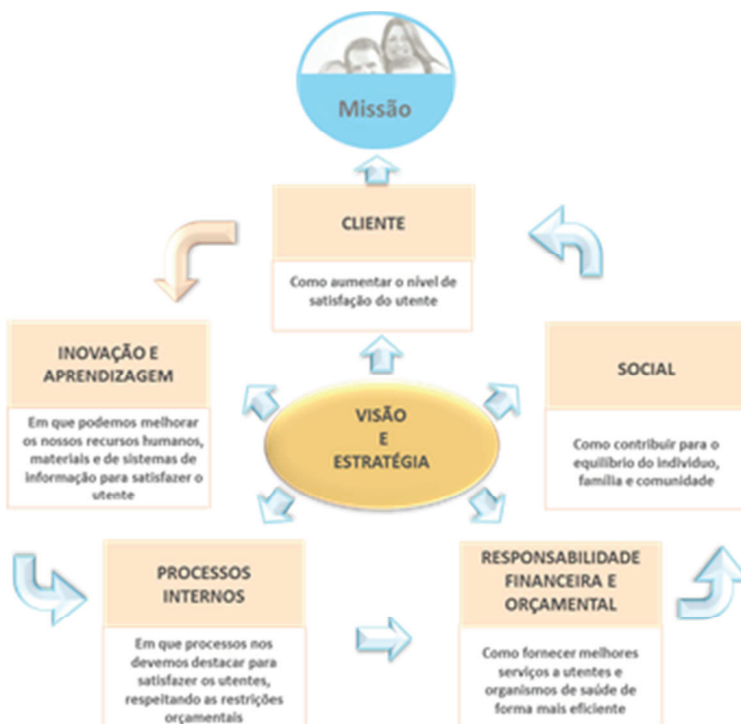 Missão
CLIENTE
Como aumentar o nível de
satisfação do utente
INOVAÇÃO E
APRENDIZAGEM
Em que podemos melhorar
os nossos recursos humanos,
materiais e de sistemas de
informação para satisfazer o
utente
VISÃO
E
ESTRATÉGIA
SOCIAL
Como contribuir para o
equilíbrio do individuo,
família e comunidade
PROCESSOS
INTERNOS
Em que processos nos
devemos destacar para
satisfazer os utentes,
respeitando as restrições
orçamentais
RESPONSABILIDADE
FINANCEIRA E
ORÇAMENTAL
Como fornecer melhores
serviços a utentes e
organismos de saúde de
forma mais eficiente